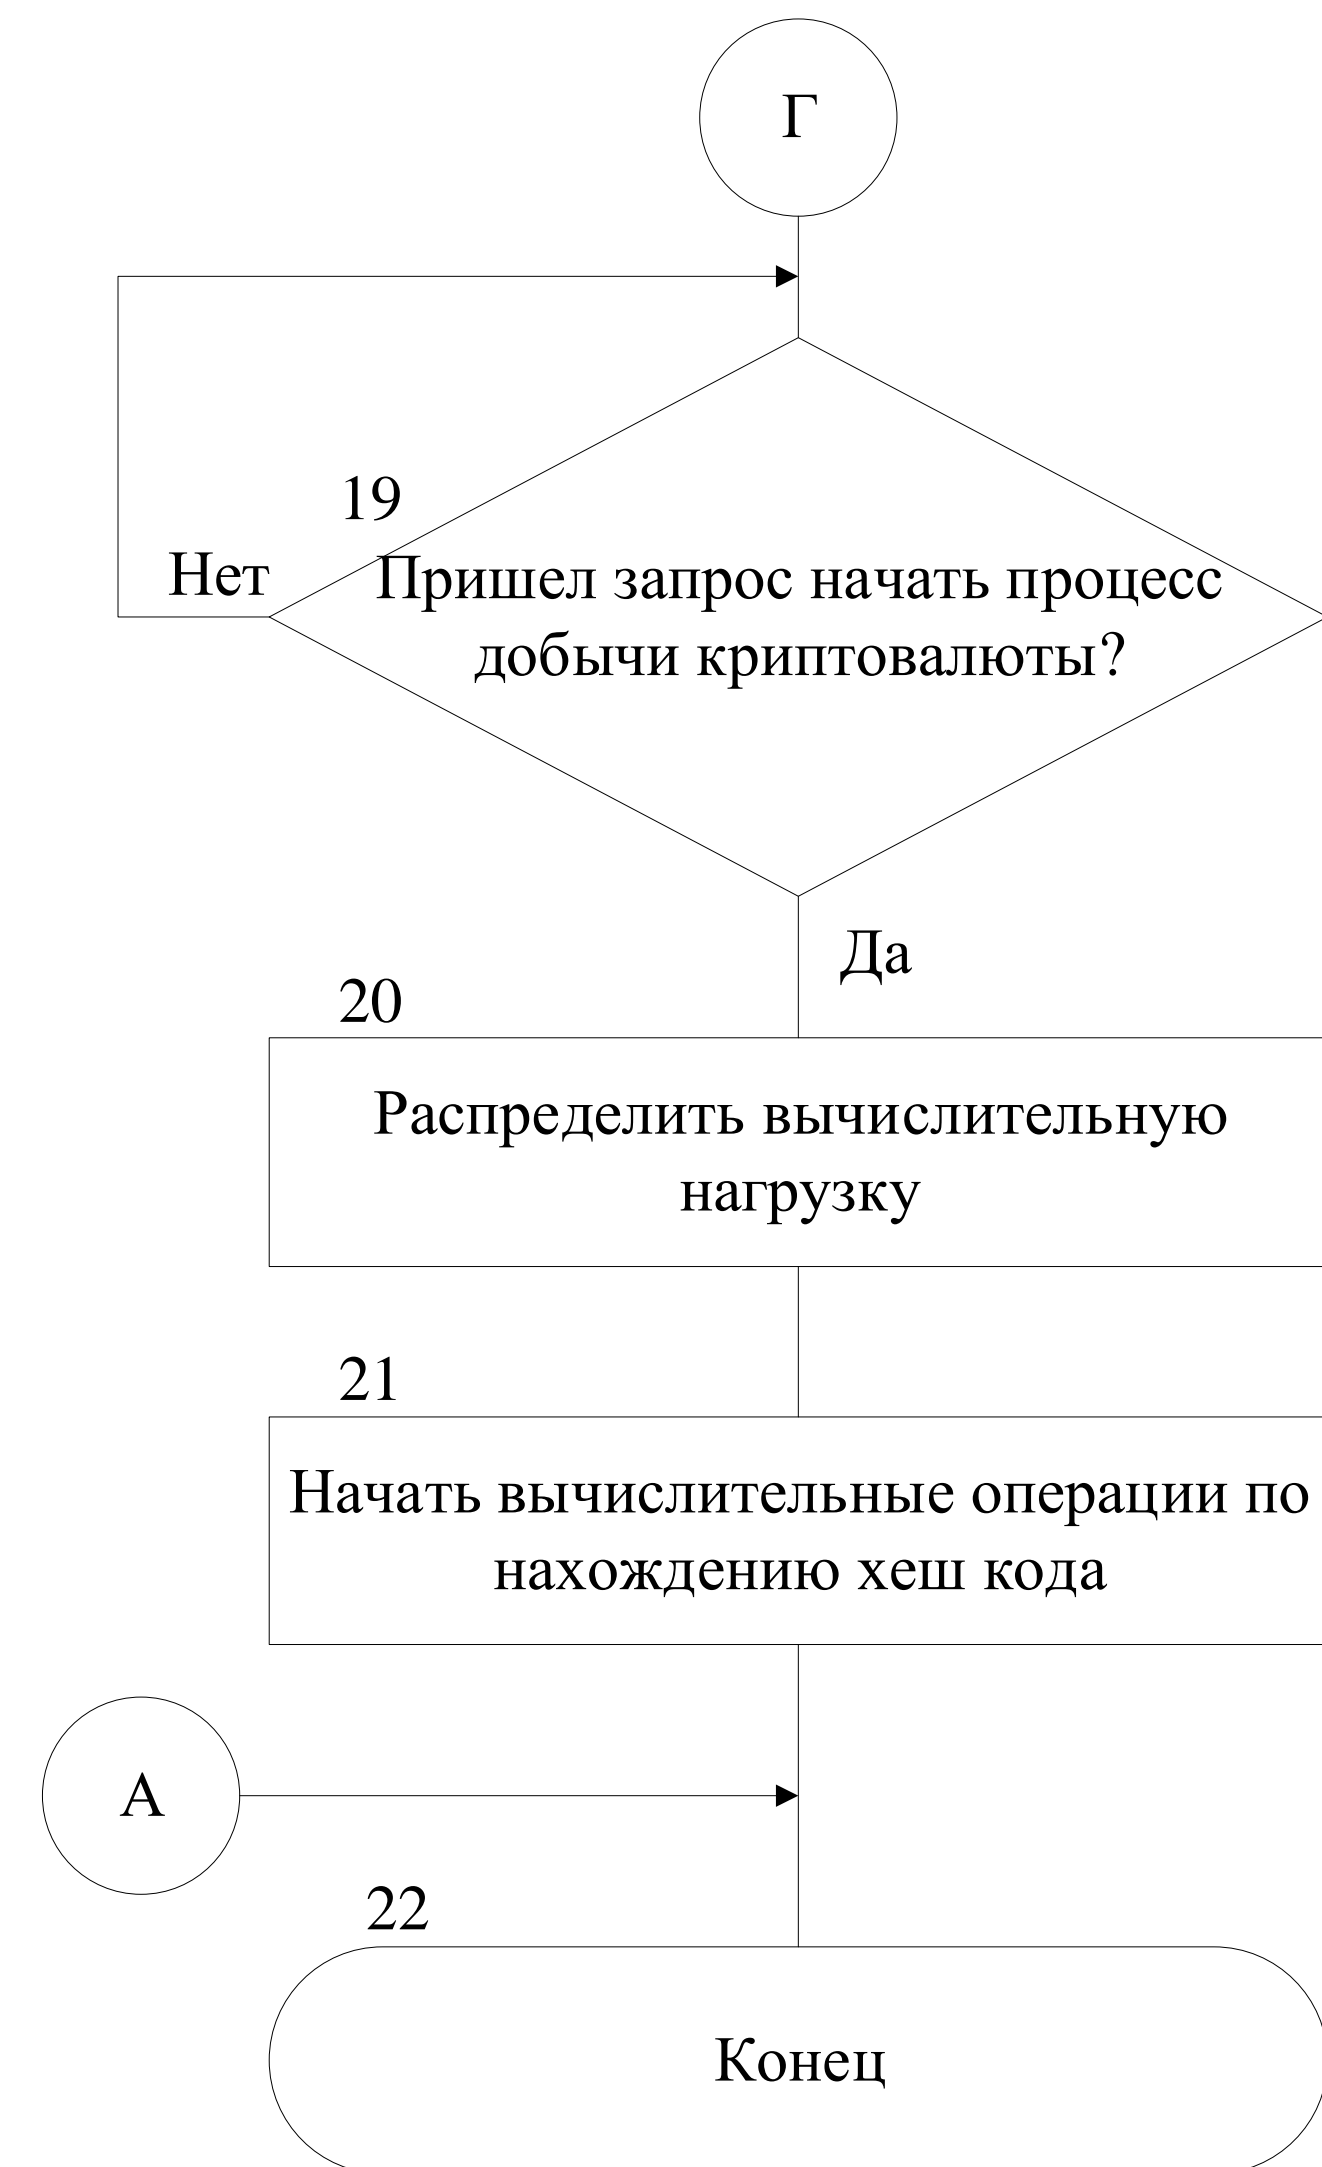 Г
19
Нет
Пришел запрос начать процесс
добычи криптовалюты?
Да
20
Распределить вычислительную
нагрузку
21
Начать вычислительные операции по
нахождению хеш кода
А
22
Конец